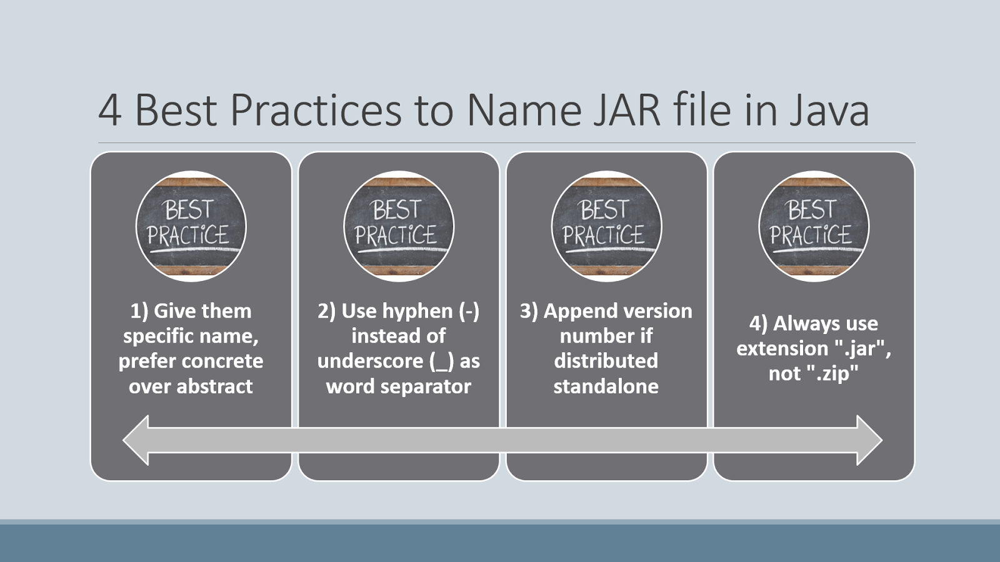 4 Best Practices to Name JAR file in Java
BEST
PRACTiCE
1) Give them
specific name,
prefer concrete
over abstract
BEST
PRACTiCE
2) Use hyphen (-)
instead of
underscore (_) as
word separator
BEST
PRACTiCE
3) Append version
number if
distributed
standalone
BEST
PRACTiCE
4) Always use
extension ".jar",
not ".zip"